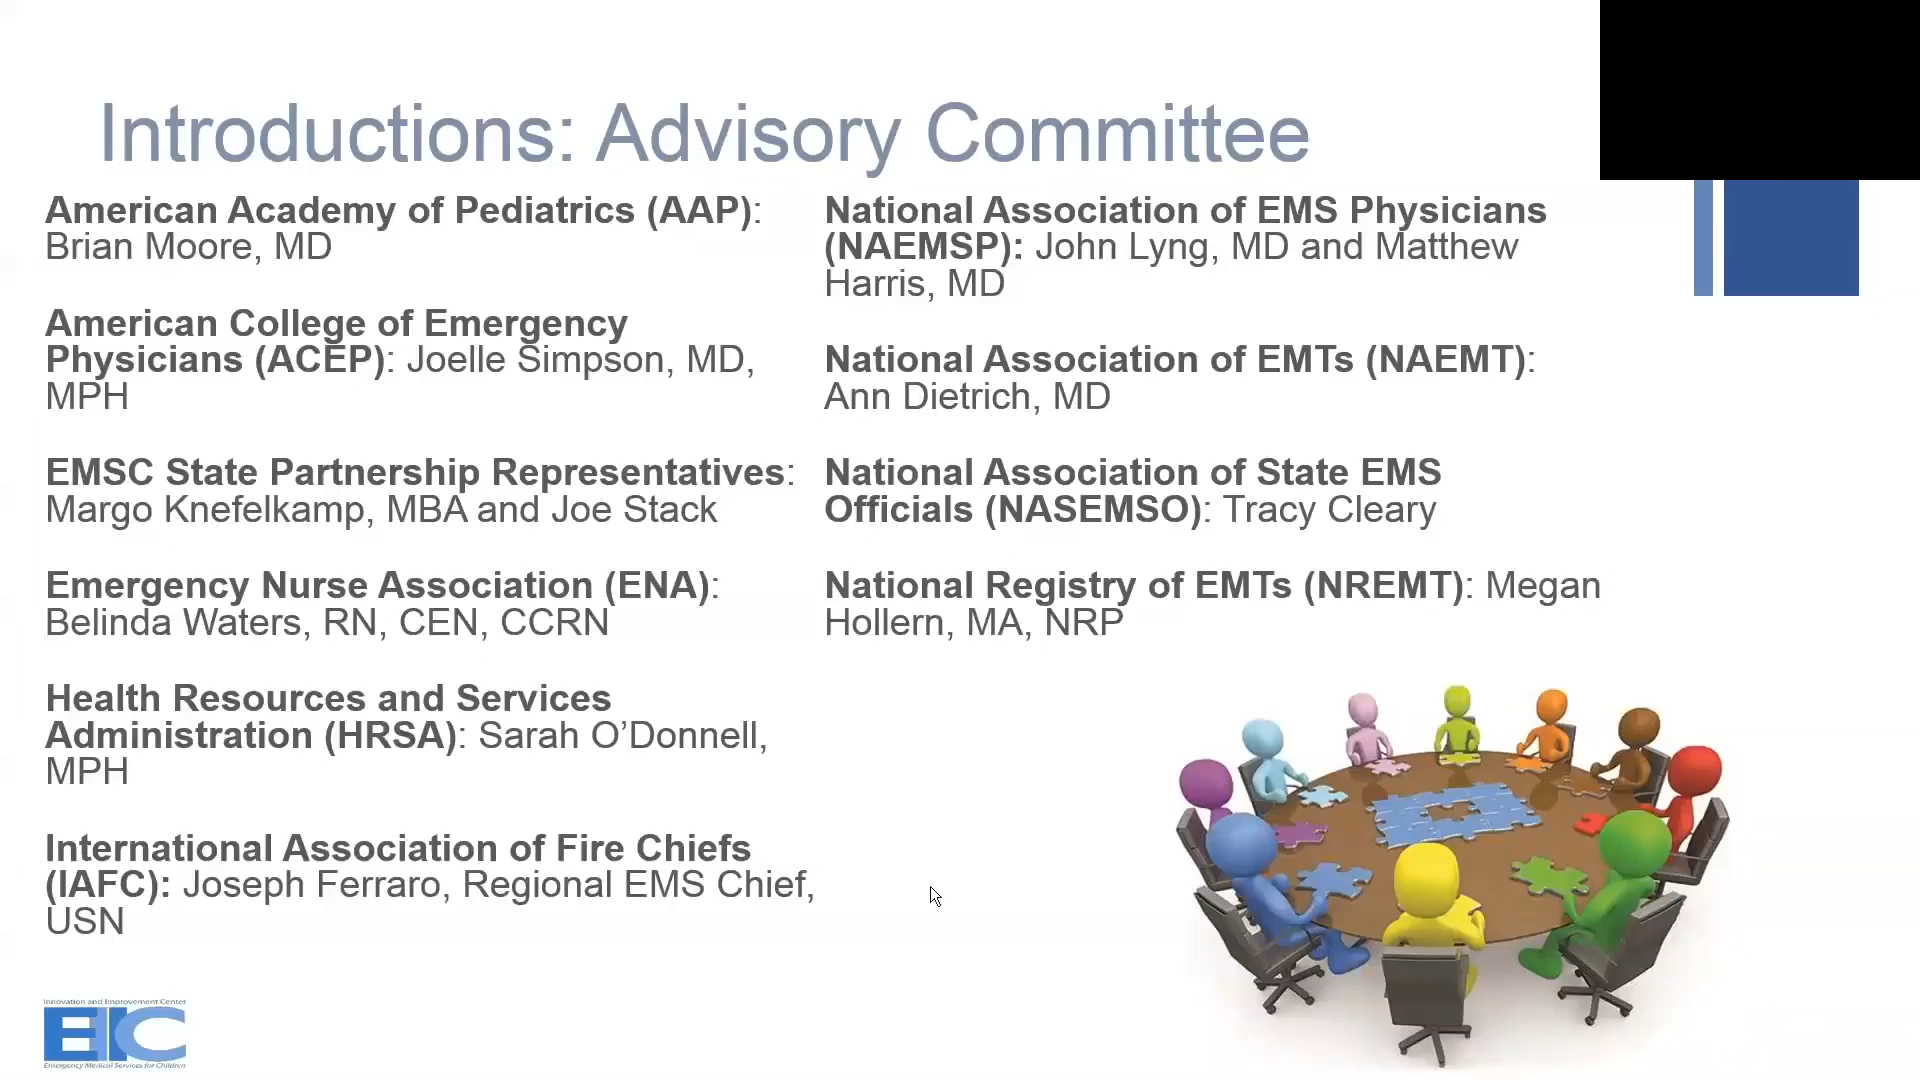 Introductions: Advisory Committee
American Academy of Pediatrics (AAP):
Brian Moore, MD
American College of Emergency
Physicians (ACEP): Joelle Simpson, MD,
MPH
EMSC State Partnership Representatives:
Margo Knefelkamp, MBA and Joe Stack
Emergency Nurse Association (ENA):
Belinda Waters, RN, CEN, CCRN
Health Resources and Services
Administration (HRSA): Sarah O’Donnell,
MPH
International Association of Fire Chiefs
(IAFC): Joseph Ferraro, Regional EMS Chief,
USN
National Association of EMS Physicians
(NAEMSP): John Lyng, MD and Matthew
Harris, MD
National Association of EMTs (NAEMT):
Ann Dietrich, MD
National Association of State EMS
Officials (NASEMSO): Tracy Cleary
National Registry of EMTs (NREMT): Megan
Hollern, MA, NRP
Innovation and Improvement Center
EIIC
Emergency Medical Services for Children